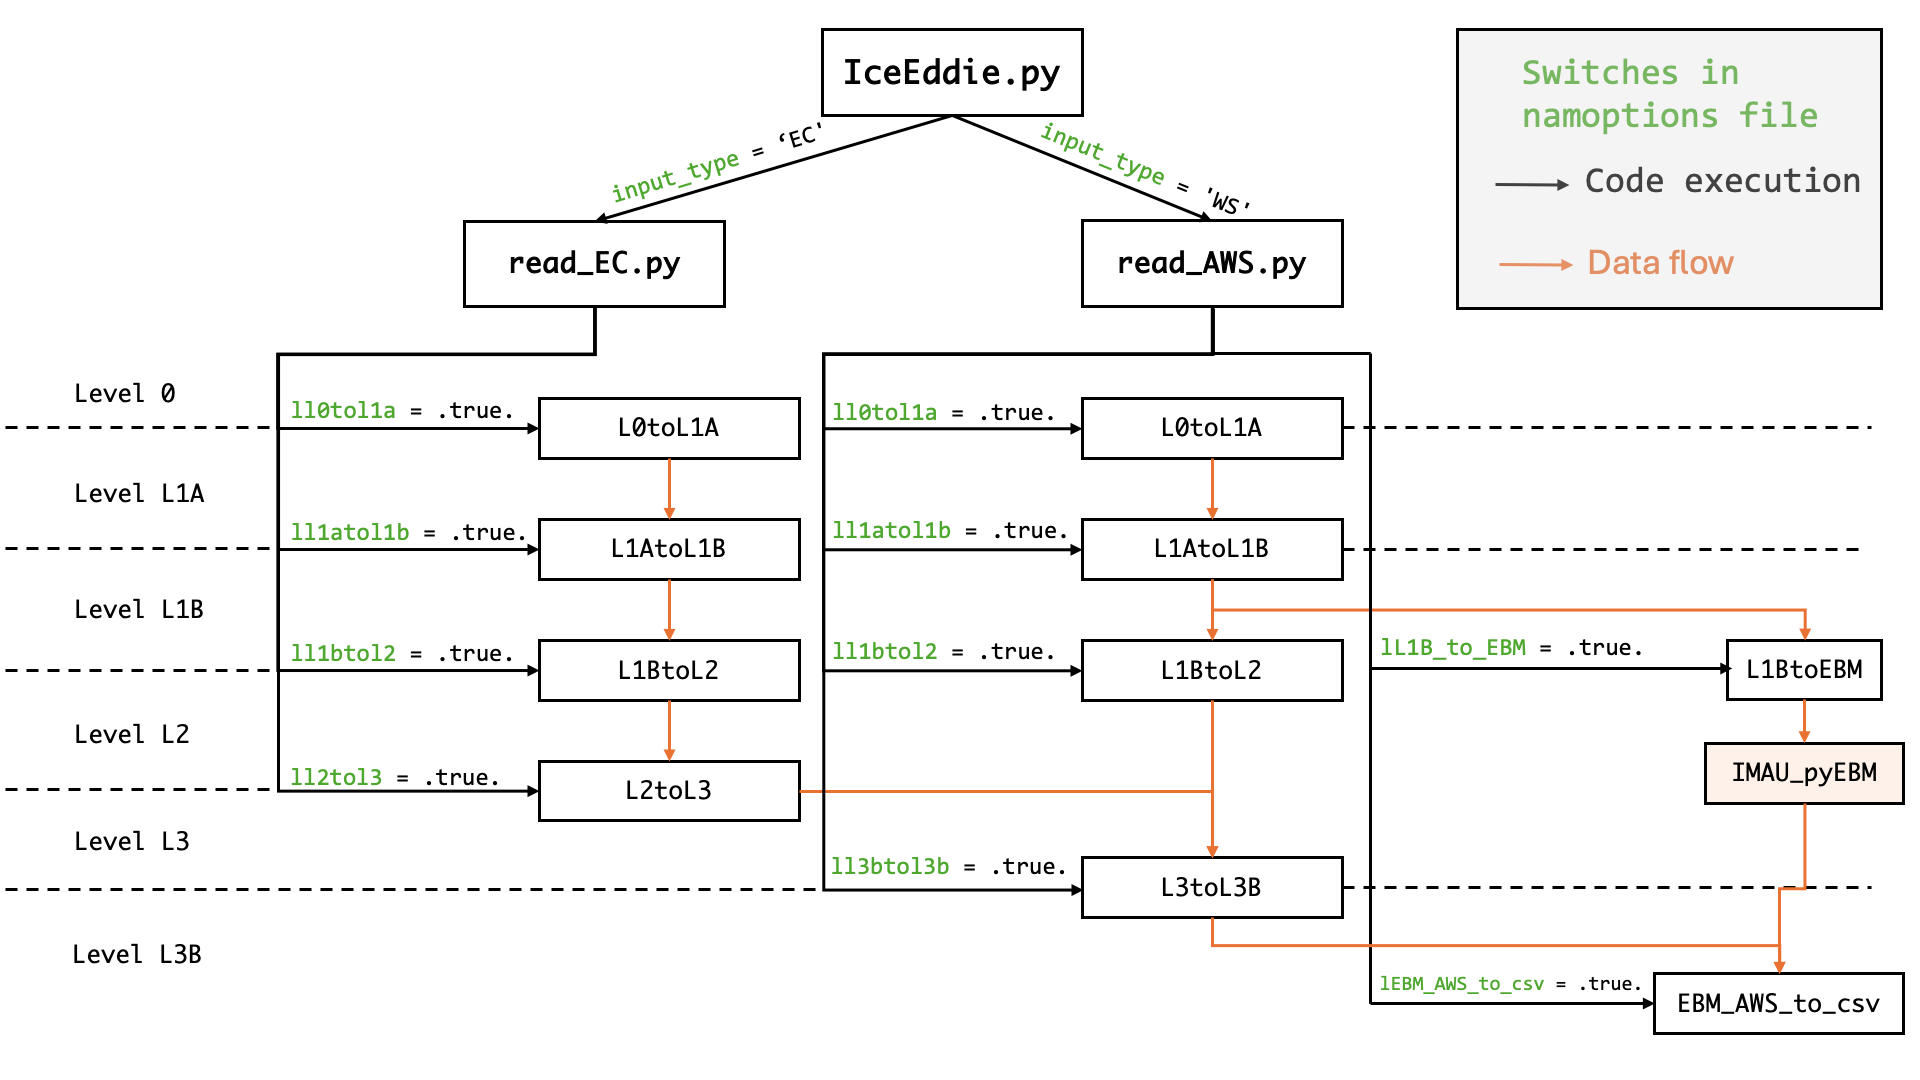 IceEddie.py
Switches in
namoptions file
Code execution
Data flow
input_type = ‘EC'
input_type = 'WS'
read_EC.py
read_AWS.py
Level 0
ll0tol1a = .true.
L0toL1A
ll0tol1a = .true.
L0toL1A
Level L1A
ll1atol1b = .true.
L1AtoL1B
ll1atol1b = .true.
L1AtoL1B
Level L1B
ll1btol2 = .true.
L1BtoL2
ll1btol2 = .true.
L1BtoL2
lL1B_to_EBM = .true.
L1BtoEBM
Level L2
IMAU_pyEBM
ll2tol3 = .true.
L2toL3
Level L3
ll3btol3b = .true.
L3toL3B
Level L3B
lEBM_AWS_to_csv = .true.
EBM_AWS_to_csv